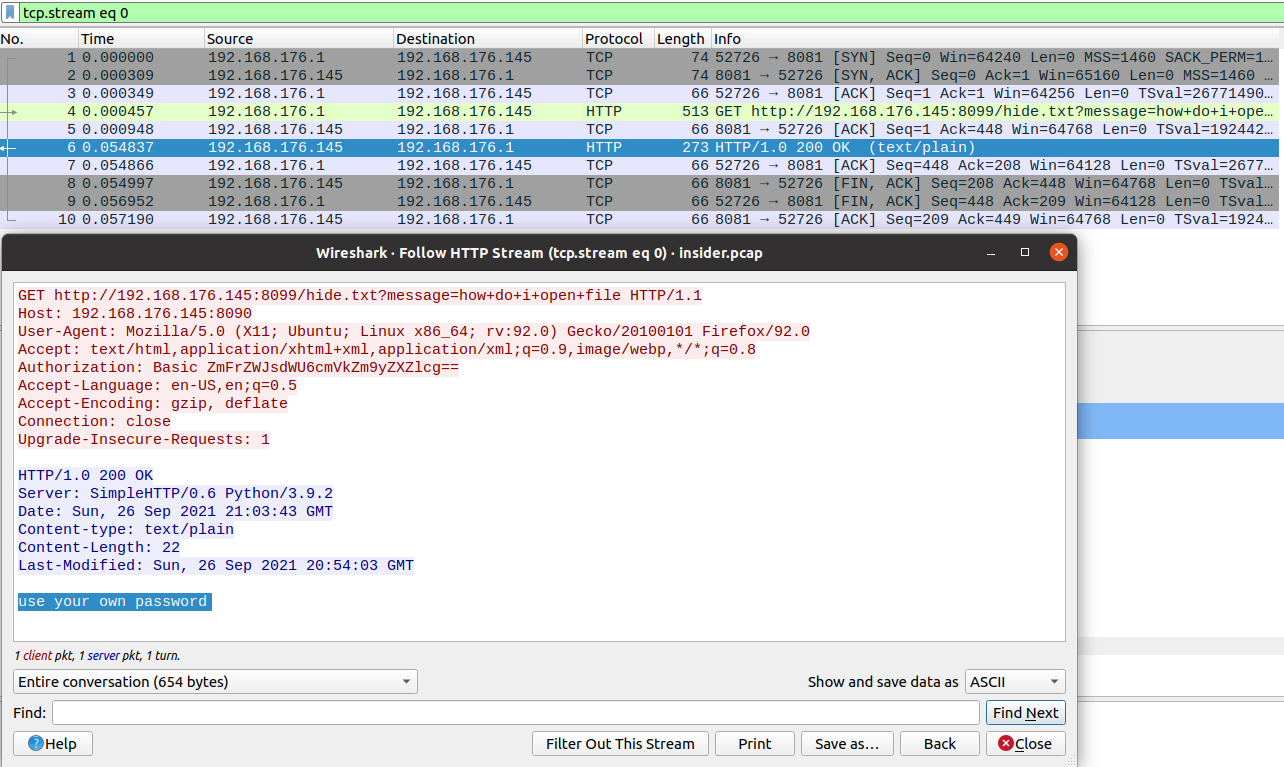 tcp.stream eq 0
No. Time Source Destination Protocol Length Info
1 0.000000 192.168.176.1 192.168.176.145 TCP 74 52726 → 8081 [SYN] Seq=0 Win=64240 Len=0 MSS=1460 SACK_PERM=1…
2 0.000309 192.168.176.145 192.168.176.1 TCP 74 8081 → 52726 [SYN, ACK] Seq=0 Ack=1 Win=65160 Len=0 MSS=1460 …
3 0.000349 192.168.176.1 192.168.176.145 TCP 66 52726 → 8081 [ACK] Seq=1 Ack=1 Win=64256 Len=0 TSval=26771490…
4 0.000457 192.168.176.1 192.168.176.145 HTTP 513 GET http://192.168.176.145:8099/hide.txt?message=how+do+i+ope…
5 0.000948 192.168.176.145 192.168.176.1 TCP 66 8081 → 52726 [ACK] Seq=1 Ack=448 Win=64768 Len=0 TSval=192442…
6 0.054837 192.168.176.145 192.168.176.1 HTTP 273 HTTP/1.0 200 OK (text/plain)
7 0.054866 192.168.176.1 192.168.176.145 TCP 66 52726 → 8081 [ACK] Seq=448 Ack=208 Win=64128 Len=0 TSval=2677…
8 0.054997 192.168.176.145 192.168.176.1 TCP 66 8081 → 52726 [FIN, ACK] Seq=208 Ack=448 Win=64768 Len=0 TSval…
9 0.056952 192.168.176.1 192.168.176.145 TCP 66 52726 → 8081 [FIN, ACK] Seq=448 Ack=209 Win=64128 Len=0 TSval…
10 0.057190 192.168.176.145 192.168.176.1 TCP 66 8081 → 52726 [ACK] Seq=209 Ack=449 Win=64768 Len=0 TSval=1924…
Wireshark · Follow HTTP Stream (tcp.stream eq 0) · insider.pcap
GET http://192.168.176.145:8099/hide.txt?message=how+do+i+open+file HTTP/1.1
Host: 192.168.176.145:8090
User-Agent: Mozilla/5.0 (X11; Ubuntu; Linux x86_64; rv:92.0) Gecko/20100101 Firefox/92.0
Accept: text/html,application/xhtml+xml,application/xml;q=0.9,image/webp,*/*;q=0.8
Authorization: Basic ZmFrZWJsdWU6cmVkZm9yZXZlcg==
Accept-Language: en-US,en;q=0.5
Accept-Encoding: gzip, deflate
Connection: close
Upgrade-Insecure-Requests: 1
HTTP/1.0 200 OK
Server: SimpleHTTP/0.6 Python/3.9.2
Date: Sun, 26 Sep 2021 21:03:43 GMT
Content-type: text/plain
Content-Length: 22
Last-Modified: Sun, 26 Sep 2021 20:54:03 GMT
use your own password
1 client pkt, 1 server pkt, 1 turn.
Entire conversation (654 bytes) Show and save data as ASCII
Find: Find Next
Help Filter Out This Stream Print Save as… Back Close